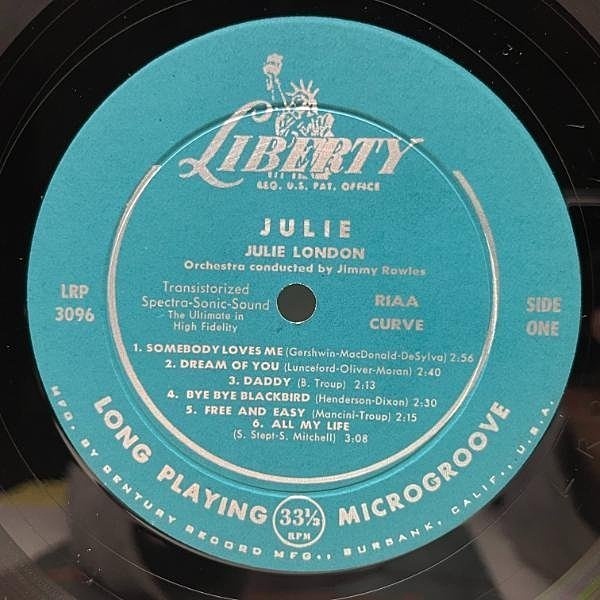 LIBERTY
REG. U.S. PAT. OFFICE
JULIE
JULIE LONDON
Orchestra conducted by Jimmy Rowles
LRP
3096
Transistorized
Spectra-Sonic-Sound
The Ultimate in
High Fidelity
RIAA
CURVE
SIDE
ONE
1. SOMEBODY LOVES ME (Gershwin-MacDonald-DeSylva) 2:56
2. DREAM OF YOU (Lunceford-Oliver-Moran) 2:40
3. DADDY (B. Troup) 2:13
4. BYE BYE BLACKBIRD (Henderson-Dixon) 2:30
5. FREE AND EASY (Mancini-Troup) 2:15
6. ALL MY LIFE
(S. Stept-S. Mitchell) 3:08
LONG PLAYING 33⅓ RPM MICROGROOVE
MFG. BY CENTURY RECORD MFG., BURBANK, CALIF., U.S.A.